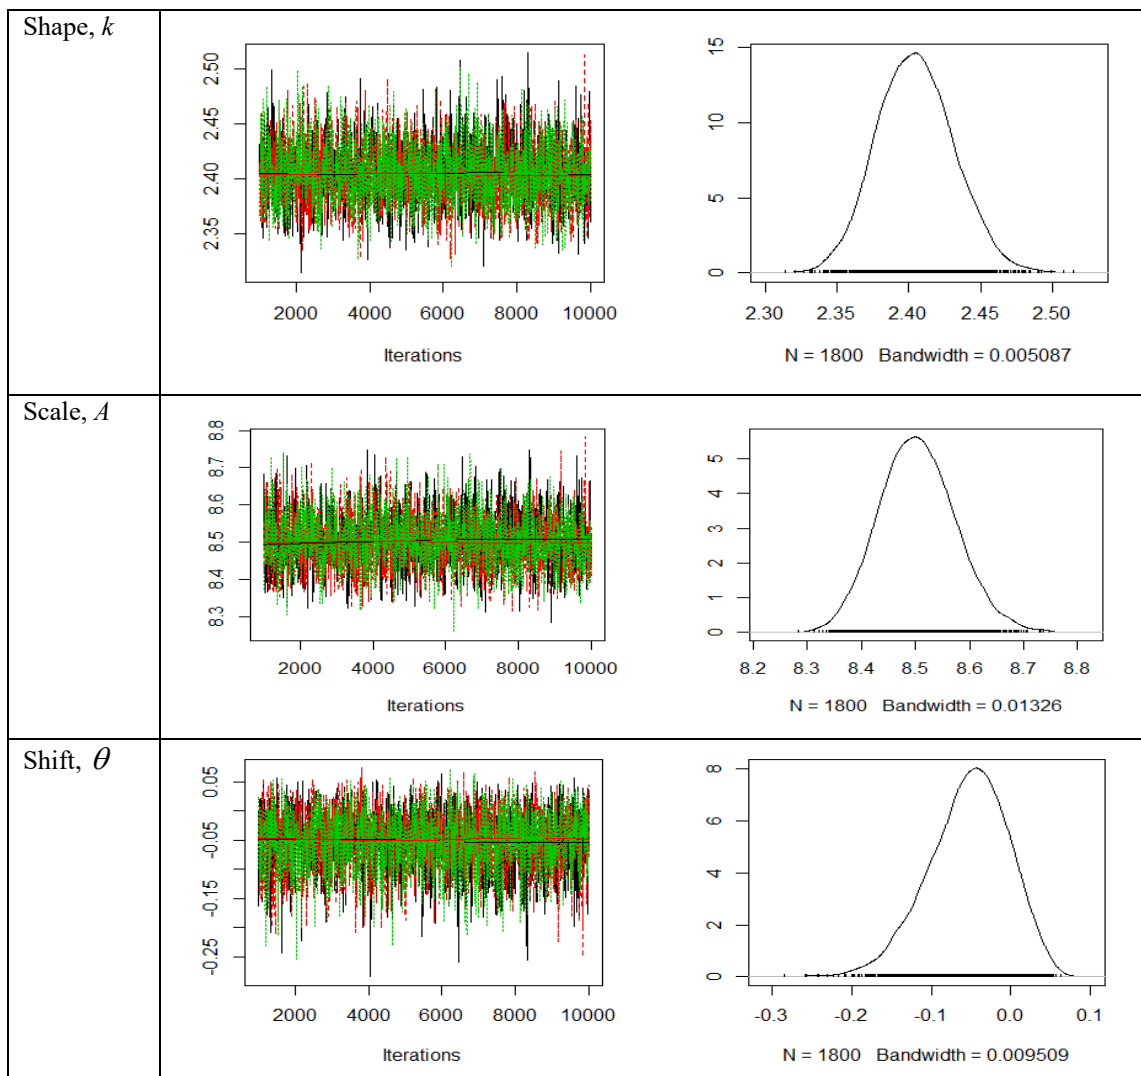 Shape, k
2.50
2.45
2.40
2.35
2000 4000 6000 8000 10000
Iterations
15
10
5
0
2.30 2.35 2.40 2.45 2.50
N = 1800 Bandwidth = 0.005087
Scale, A
8.8
8.7
8.6
8.5
8.4
8.3
2000 4000 6000 8000 10000
Iterations
5
4
3
2
1
0
8.2 8.3 8.4 8.5 8.6 8.7 8.8
N = 1800 Bandwidth = 0.01326
Shift, θ
0.05
-0.05
-0.15
-0.25
2000 4000 6000 8000 10000
Iterations
8
6
4
2
0
-0.3 -0.2 -0.1 0.0 0.1
N = 1800 Bandwidth = 0.009509